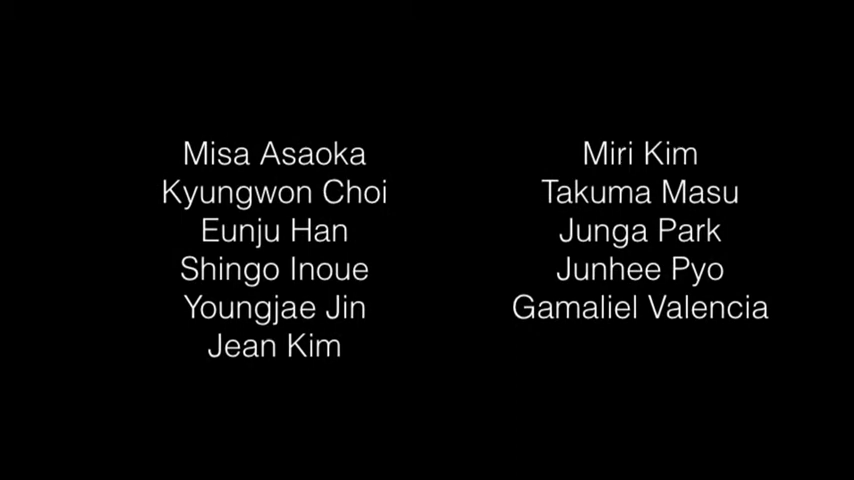 Misa Asaoka
Kyungwon Choi
Eunju Han
Shingo Inoue
Youngjae Jin
Jean Kim
Miri Kim
Takuma Masu
Junga Park
Junhee Pyo
Gamaliel Valencia